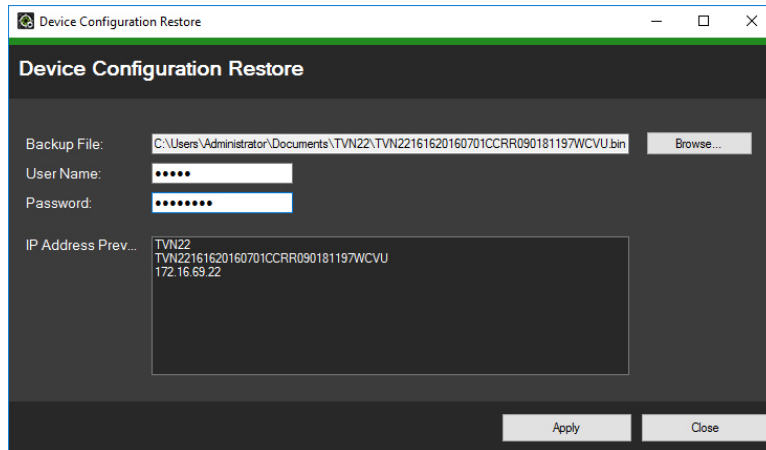 Device Configuration Restore
Device Configuration Restore
Backup File: C:\Users\Administrator\Documents\TVN22\TVN22161620160701CCRR090181197WCVU.bin Browse...
User Name: •••••
Password: ••••••••
IP Address Prev... TVN22
TVN22161620160701CCRR090181197WCVU
172.16.69.22
Apply Close